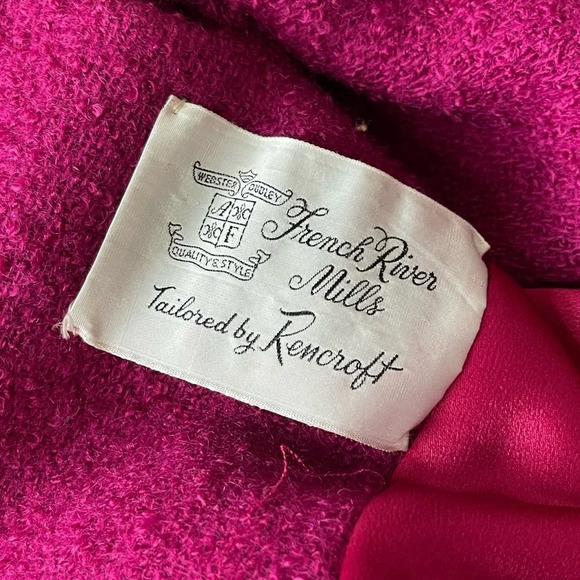 WEBSTER DUDLEY
A
F
QUALITY & STYLE
French River
Mills
Tailored by Rencroft